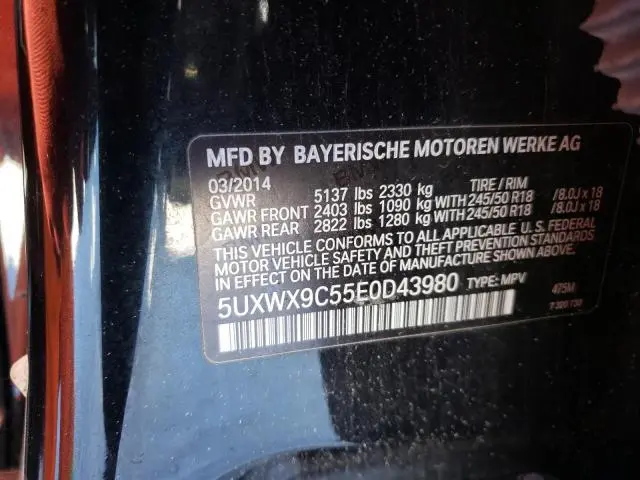 MFD BY BAYERISCHE MOTOREN WERKE AG
03/2014 TIRE / RIM
GVWR 5137 lbs 2330 kg
GAWR FRONT 2403 lbs 1090 kg WITH 245/50 R18 /8.0J x 18
GAWR REAR 2822 lbs 1280 kg WITH 245/50 R18 /8.0J x 18
THIS VEHICLE CONFORMS TO ALL APPLICABLE U.S. FEDERAL
MOTOR VEHICLE SAFETY AND THEFT PREVENTION STANDARDS
IN EFFECT ON DATE OF MANUFACTURE SHOWN ABOVE.
5UXWX9C55E0D43980 TYPE: MPV
475M
7 320 738